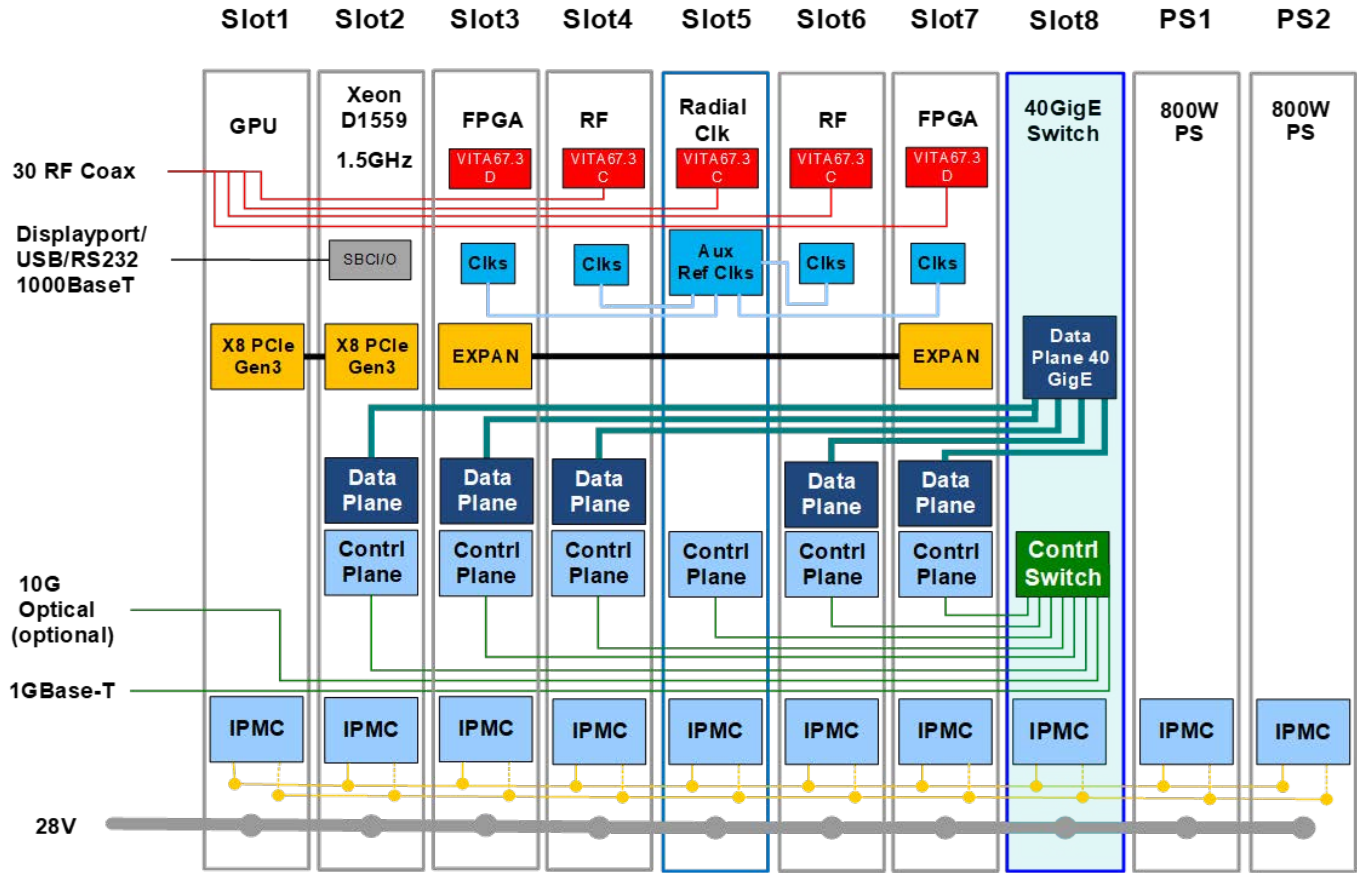 Slot1 Slot2 Slot3 Slot4 Slot5 Slot6 Slot7 Slot8 PS1 PS2
GPU
Xeon
D1559
1.5GHz
FPGA
RF
Radial
Clk
RF
FPGA
40GigE
Switch
800W
PS
800W
PS
30 RF Coax
VITA67.3
D
VITA67.3
C
VITA67.3
C
VITA67.3
C
VITA67.3
D
Displayport/
USB/RS232
1000BaseT
SBCI/O
Clks
Clks
Aux
Ref Clks
Clks
Clks
X8 PCIe
Gen3
X8 PCIe
Gen3
EXPAN
EXPAN
Data
Plane 40
GigE
Data
Plane
Data
Plane
Data
Plane
Data
Plane
Data
Plane
Contrl
Plane
Contrl
Plane
Contrl
Plane
Contrl
Plane
Contrl
Plane
Contrl
Plane
Contrl
Switch
10G
Optical
(optional)
1GBase-T
IPMC IPMC IPMC IPMC IPMC IPMC IPMC IPMC IPMC IPMC
28V